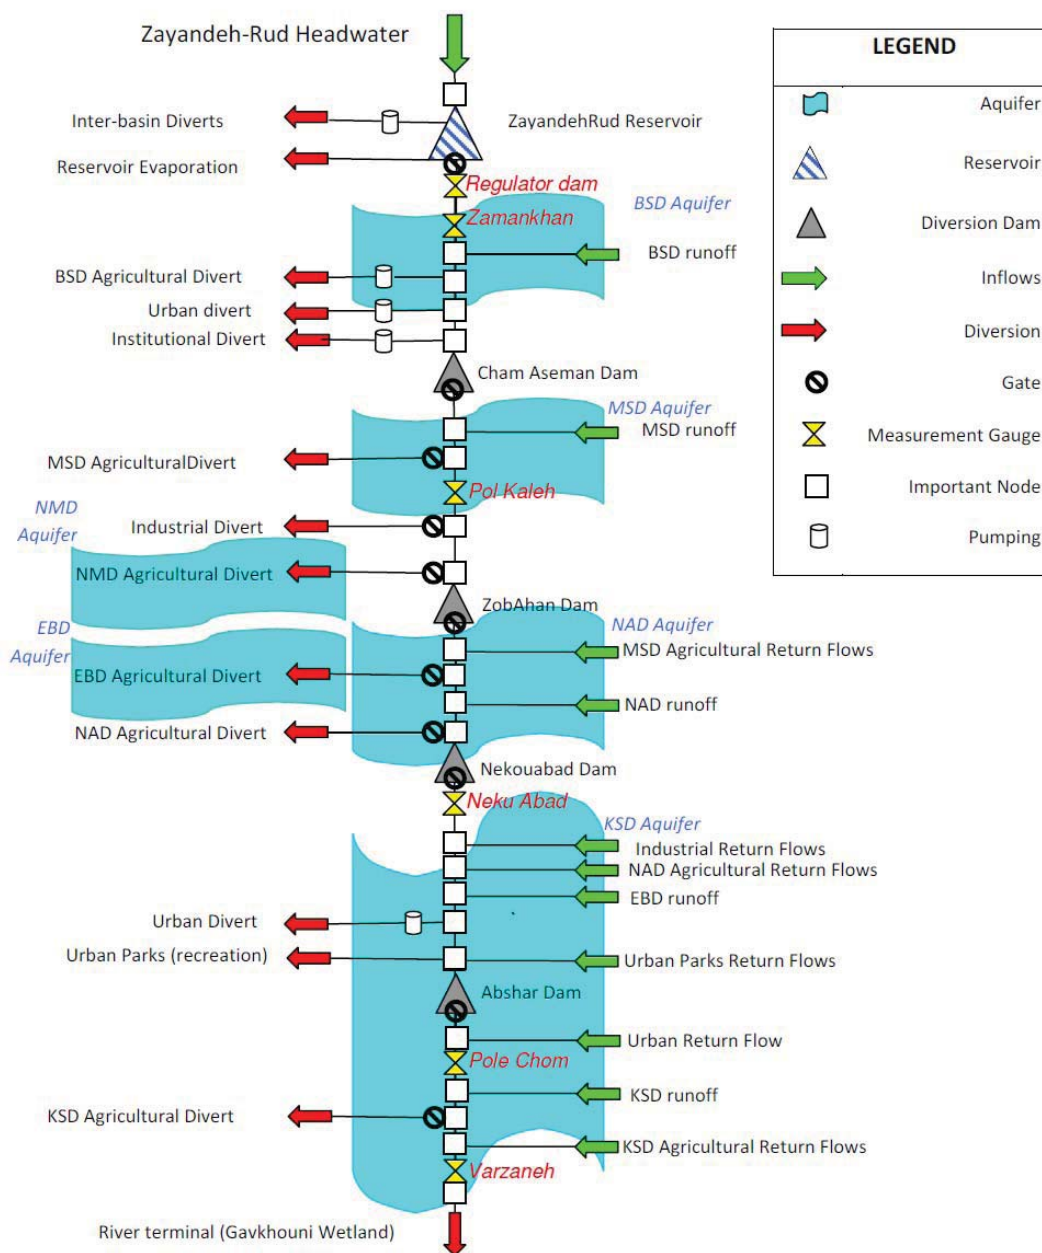 Zayandeh-Rud Headwater
Inter-basin Diverts
ZayandehRud Reservoir
Reservoir Evaporation
Regulator dam
Zamankhan
BSD Aquifer
BSD runoff
BSD Agricultural Divert
Urban divert
Institutional Divert
Cham Aseman Dam
MSD Aquifer
MSD runoff
MSD AgriculturalDivert
Pol Kaleh
NMD
Aquifer
Industrial Divert
NMD Agricultural Divert
ZobAhan Dam
EBD
Aquifer
NAD Aquifer
MSD Agricultural Return Flows
EBD Agricultural Divert
NAD runoff
NAD Agricultural Divert
Nekouabad Dam
Neku Abad
KSD Aquifer
Industrial Return Flows
NAD Agricultural Return Flows
EBD runoff
Urban Divert
Urban Parks (recreation)
Urban Parks Return Flows
Abshar Dam
Urban Return Flow
Pole Chom
KSD runoff
KSD Agricultural Divert
KSD Agricultural Return Flows
Varzaneh
River terminal (Gavkhouni Wetland)
LEGEND
Aquifer
Reservoir
Diversion Dam
Inflows
Diversion
Gate
Measurement Gauge
Important Node
Pumping